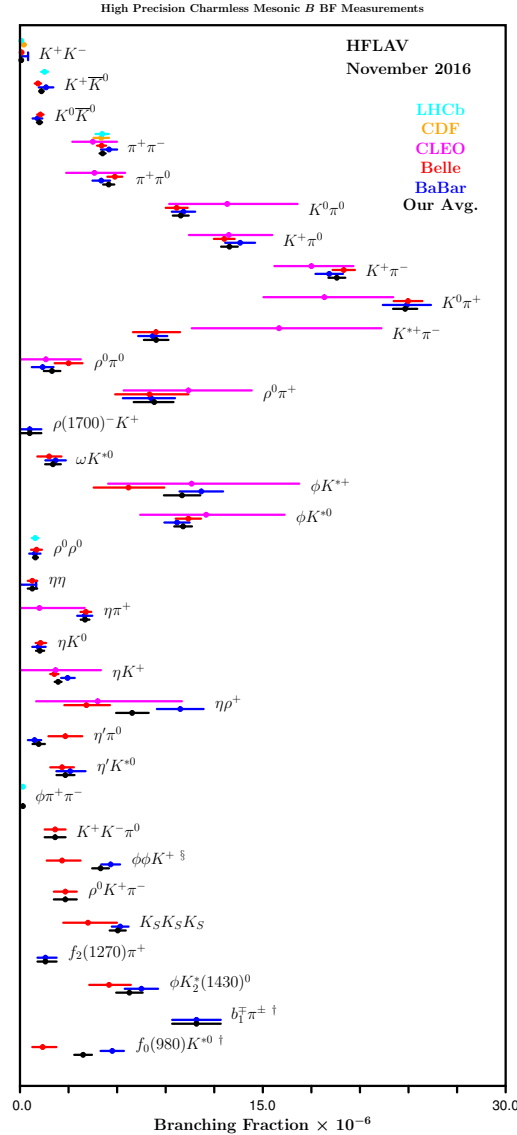 High Precision Charmless Mesonic B BF Measurements
HFLAV
November 2016
LHCb
CDF
CLEO
Belle
BaBar
Our Avg.
K⁺K⁻
K⁺K̅⁰
K⁰K̅⁰
π⁺π⁻
π⁺π⁰
K⁰π⁰
K⁺π⁰
K⁺π⁻
K⁰π⁺
K*⁺π⁻
ρ⁰π⁰
ρ⁰π⁺
ρ(1700)⁻K⁺
ωK*⁰
ϕK*⁺
ϕK*⁰
ρ⁰ρ⁰
ηη
ηπ⁺
ηK⁰
ηK⁺
ηρ⁺
η′π⁰
η′K*⁰
ϕπ⁺π⁻
K⁺K⁻π⁰
ϕϕK⁺ §
ρ⁰K⁺π⁻
K_SK_SK_S
f₂(1270)π⁺
ϕK₂*(1430)⁰
b₁∓π± †
f₀(980)K*⁰ †
0.0 15.0 30.0
Branching Fraction × 10⁻⁶